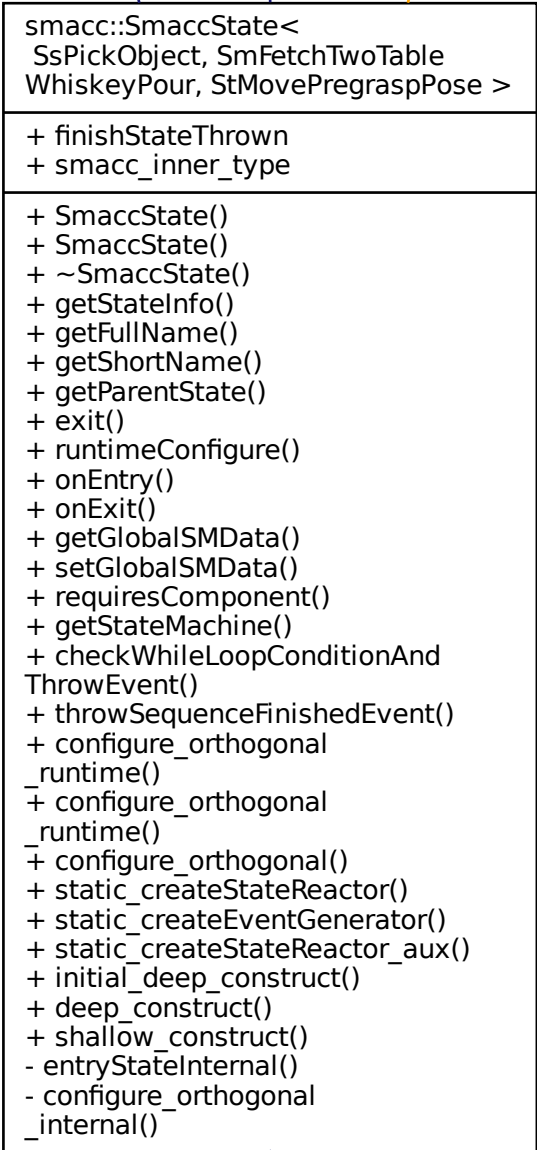 smacc::SmaccState<
SsPickObject, SmFetchTwoTable
WhiskeyPour, StMovePregraspPose >
+ finishStateThrown
+ smacc_inner_type
+ SmaccState()
+ SmaccState()
+ ~SmaccState()
+ getStateInfo()
+ getFullName()
+ getShortName()
+ getParentState()
+ exit()
+ runtimeConfigure()
+ onEntry()
+ onExit()
+ getGlobalSMData()
+ setGlobalSMData()
+ requiresComponent()
+ getStateMachine()
+ checkWhileLoopConditionAnd
ThrowEvent()
+ throwSequenceFinishedEvent()
+ configure_orthogonal
_runtime()
+ configure_orthogonal
_runtime()
+ configure_orthogonal()
+ static_createStateReactor()
+ static_createEventGenerator()
+ static_createStateReactor_aux()
+ initial_deep_construct()
+ deep_construct()
+ shallow_construct()
- entryStateInternal()
- configure_orthogonal
_internal()